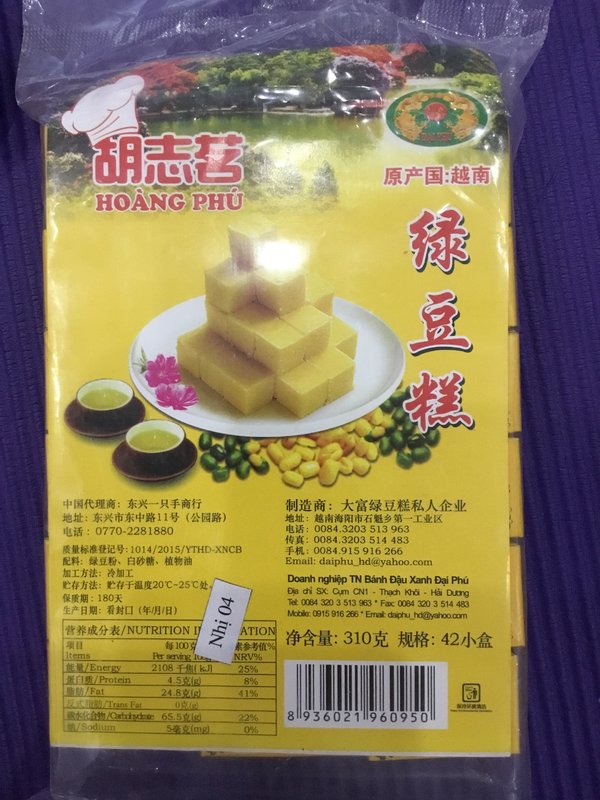 胡志茗
HOÀNG PHÚ
原产国:越南
绿豆糕
中国代理商：东兴一只手商行
地址：东兴市东中路11号（公园路）
电话：0770-2281880
质量标准登记号:1014/2015/YTHD-XNCB
配料：绿豆粉、白砂糖、植物油
加工方法：冷加工
贮存方法：贮存于温度20℃~25℃处
保质期：180天
生产日期：看封口（年/月/日）
制造商：大富绿豆糕私人企业
地址：越南海阳市石魁乡第一工业区
电话：0084.3203 513 963
传真：0084.3203 514 483
手机：0084.915 916 266
Email: daiphu_hd@yahoo.com
Doanh nghiệp TN Bánh Đậu Xanh Đại Phú
Địa chỉ SX: Cụm CN1 - Thạch Khôi - Hải Dương
Tel: 0084 320 3 513 963 * Fax: 0084 320 3 514 483
Mobile: 0915 916 266 * Email: daiphu_hd@yahoo.com
净含量: 310克 规格: 42小盒
Nhị 04
营养成分表/NUTRITION
项目 每100克 素参考值%
Items Per serving NRV%
能量/Energy 2108 千焦(kJ) 25%
蛋白质/Protein 4.5克(g) 8%
脂肪/Fat 24.8克(g) 41%
反式脂肪/Trans Fat 0克(g)
碳水化合物/Carbohydrate 65.5克(g) 22%
钠/Sodium 5毫克(mg) 0%
8 936021 960950
保持环境清洁